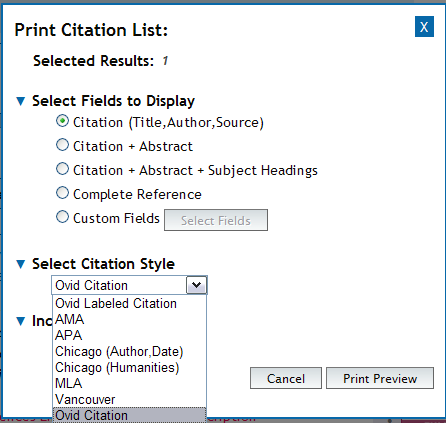 Print Citation List:
X
Selected Results: 1
Select Fields to Display
Citation (Title,Author,Source)
Citation + Abstract
Citation + Abstract + Subject Headings
Complete Reference
Custom Fields Select Fields
Select Citation Style
Ovid Citation
Ovid Labeled Citation
Inc
AMA
APA
Chicago (Author,Date)
Chicago (Humanities)
MLA
Vancouver
Ovid Citation
Cancel Print Preview